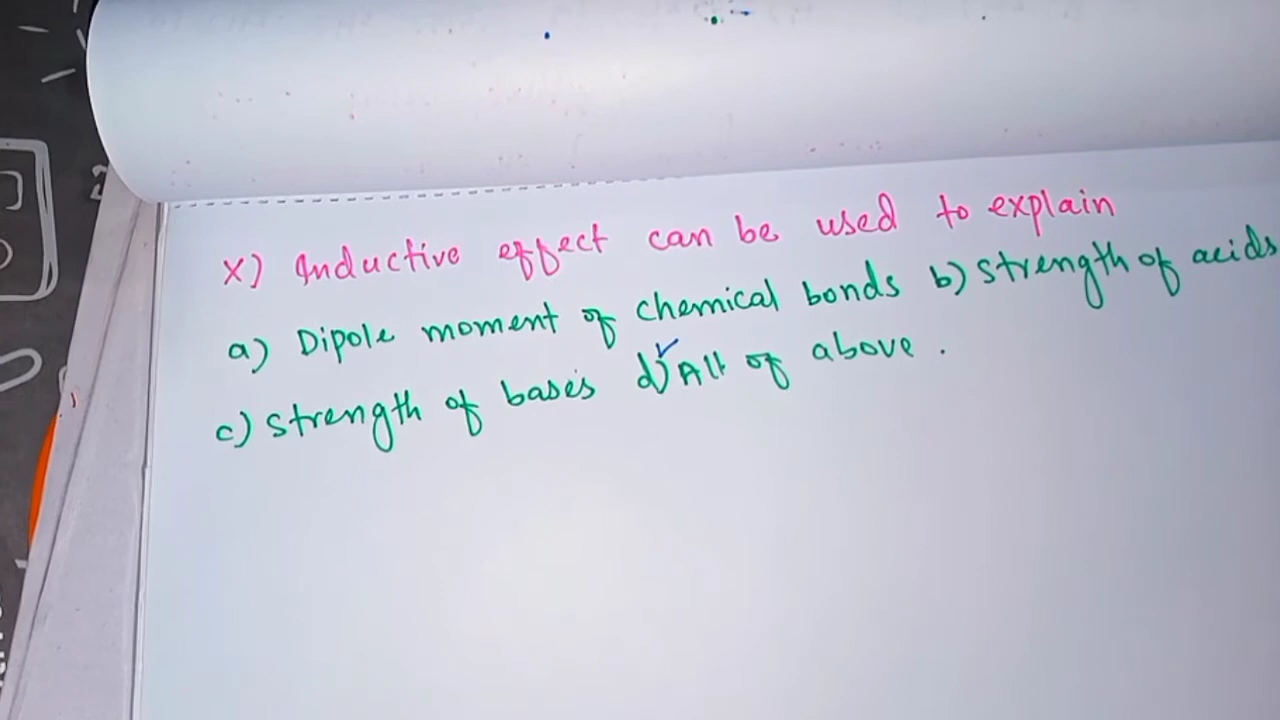 x) Inductive effect can be used to explain
a) Dipole moment of chemical bonds b) strength of acids
c) strength of bases d) All of above.